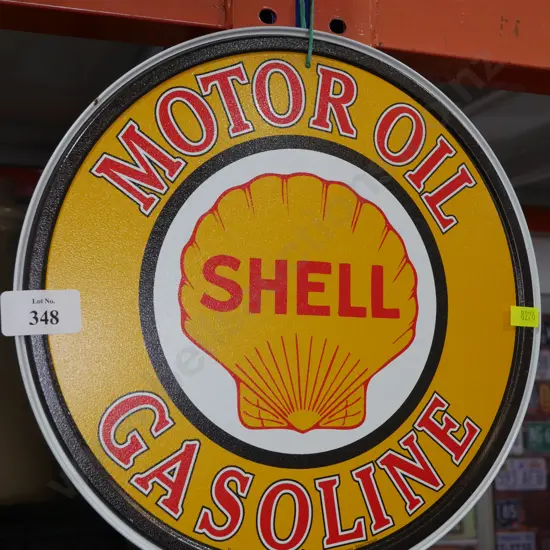 MOTOR OIL
SHELL
GASOLINE
Lot No.
348